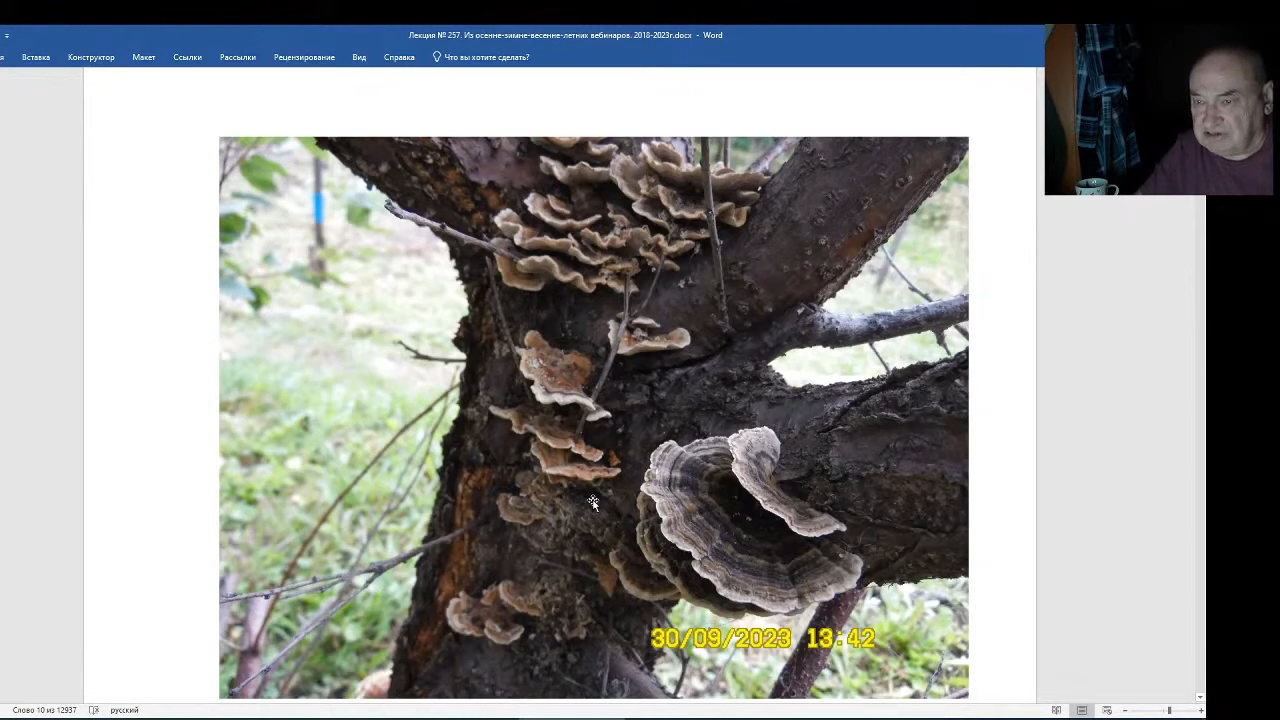 Лекция № 257. Из осенне-зимне-весенне-летних вебинаров. 2018-2023г.docx - Word
Вставка Конструктор Макет Ссылки Рассылки Рецензирование Вид Справка Что вы хотите сделать?
30/09/2023 13:42
Слово 10 из 12937 русский